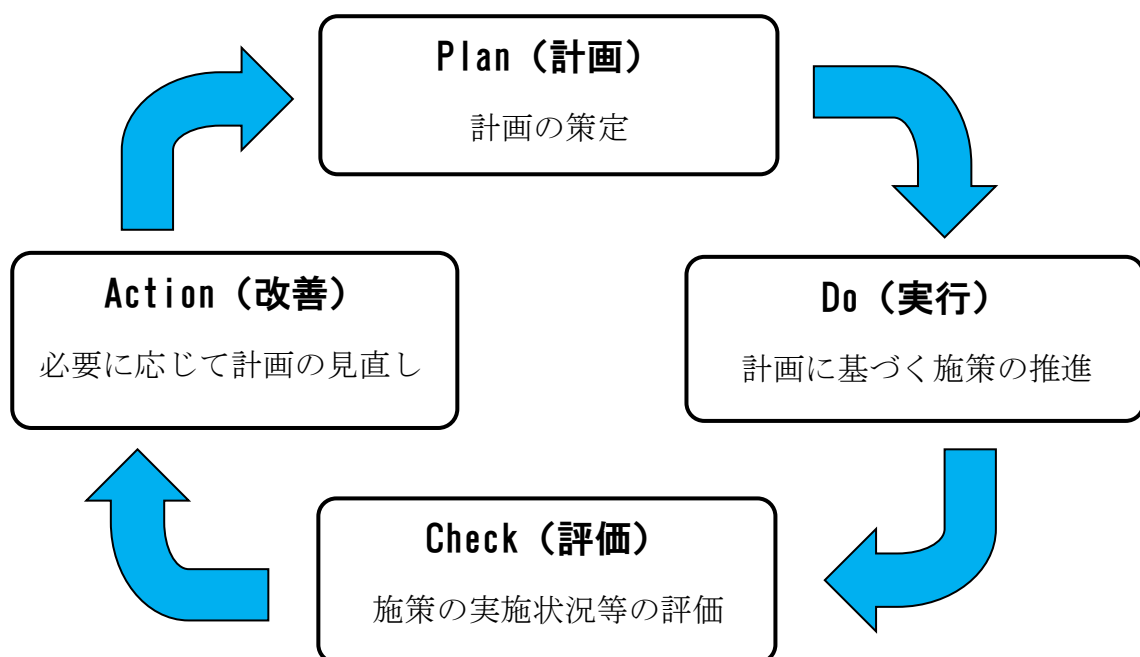 Plan（計画）
計画の策定
Do（実行）
計画に基づく施策の推進
Check（評価）
施策の実施状況等の評価
Action（改善）
必要に応じて計画の見直し